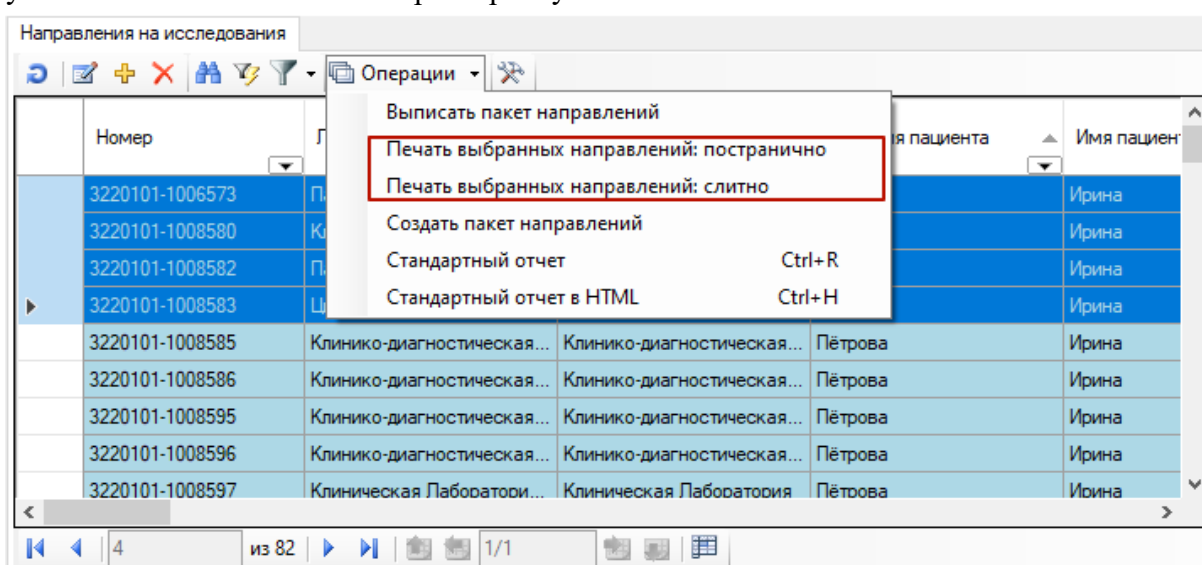 Направления на исследования
Операции
Выписать пакет направлений
Печать выбранных направлений: постранично
Печать выбранных направлений: слитно
Создать пакет направлений
Стандартный отчет Ctrl+R
Стандартный отчет в HTML Ctrl+H
Номер пациента Имя пациен
3220101-1006573 Ирина
3220101-1008580 Ирина
3220101-1008582 Ирина
3220101-1008583 Ирина
3220101-1008585 Клинико-диагностическая... Клинико-диагностическая... Пётрова Ирина
3220101-1008586 Клинико-диагностическая... Клинико-диагностическая... Пётрова Ирина
3220101-1008595 Клинико-диагностическая... Клинико-диагностическая... Пётрова Ирина
3220101-1008596 Клинико-диагностическая... Клинико-диагностическая... Пётрова Ирина
3220101-1008597 Клиническая Лаборатори... Клиническая Лаборатория Пётрова Ирина
4 из 82 1/1